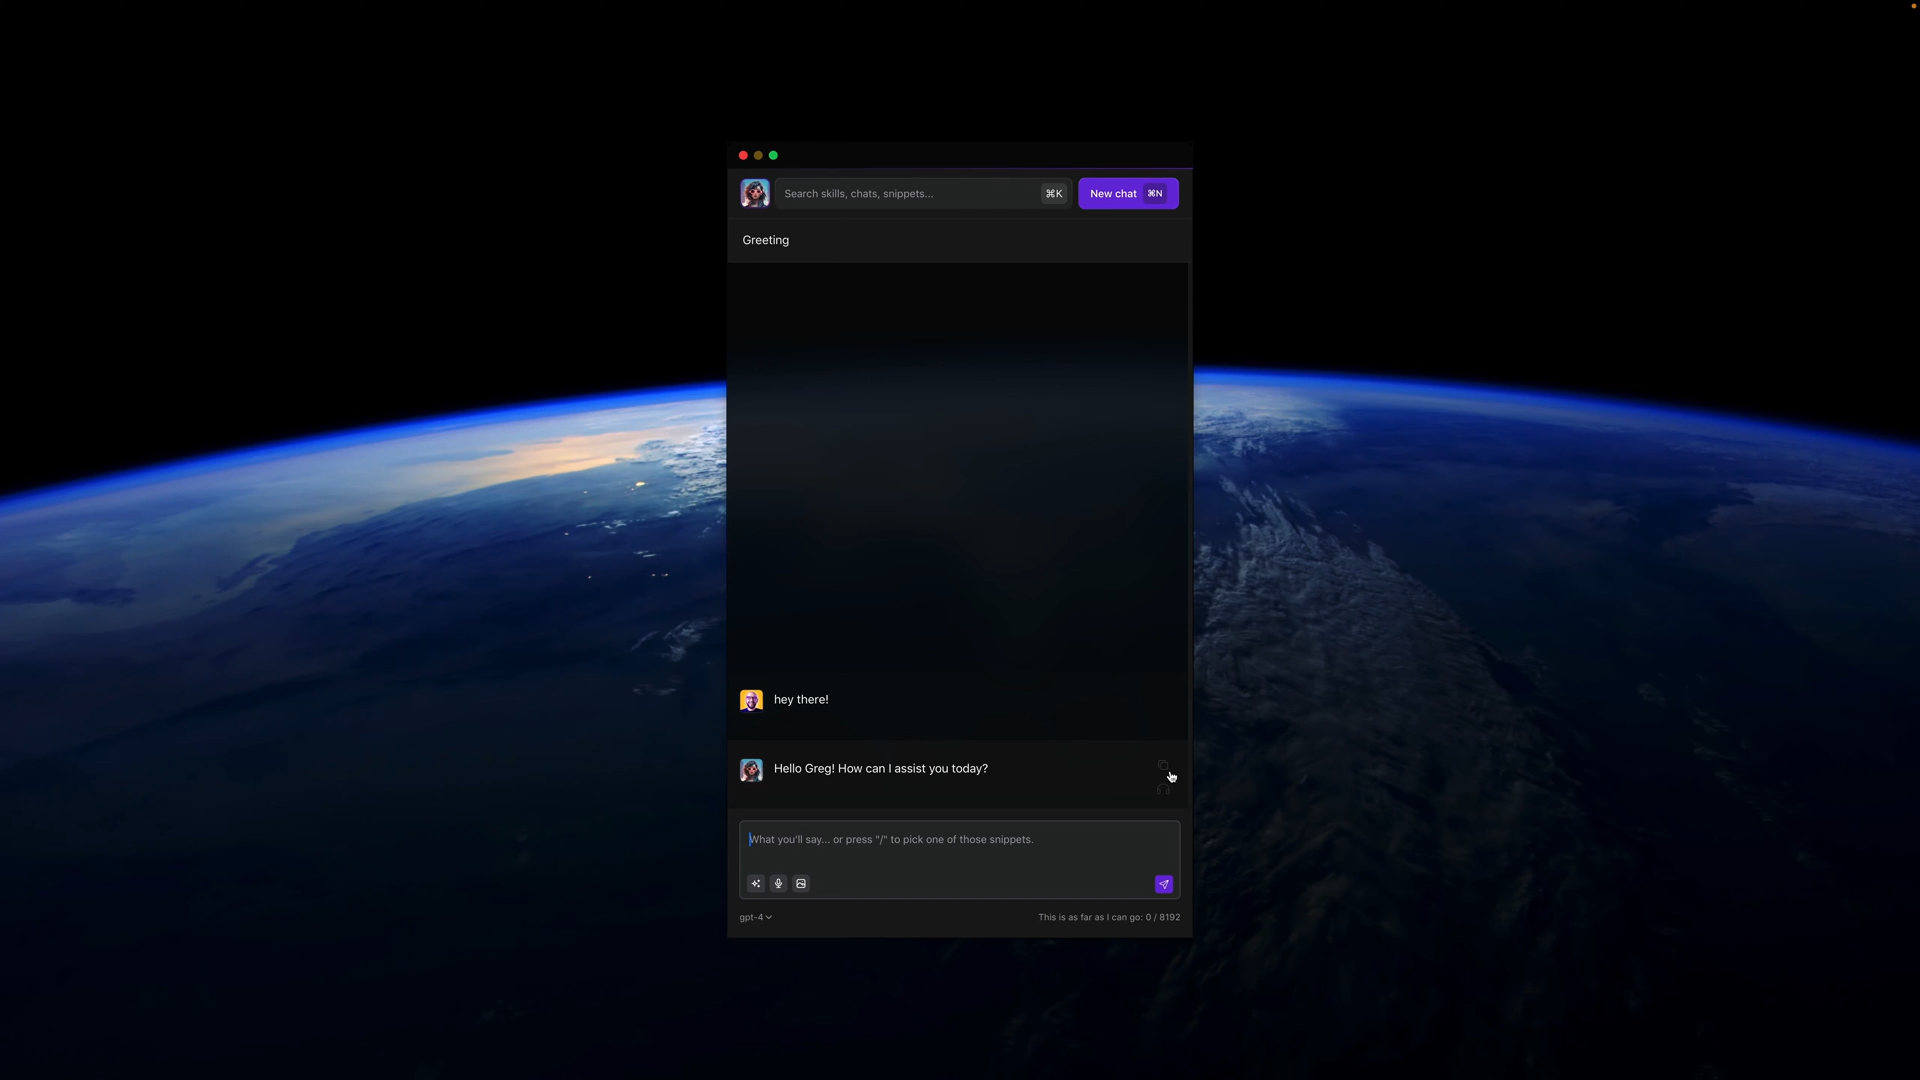 Search skills, chats, snippets... ⌘K New chat ⌘N
Greeting
hey there!
Hello Greg! How can I assist you today?
What you'll say... or press "/" to pick one of those snippets.
gpt-4 This is as far as I can go: 0 / 8192